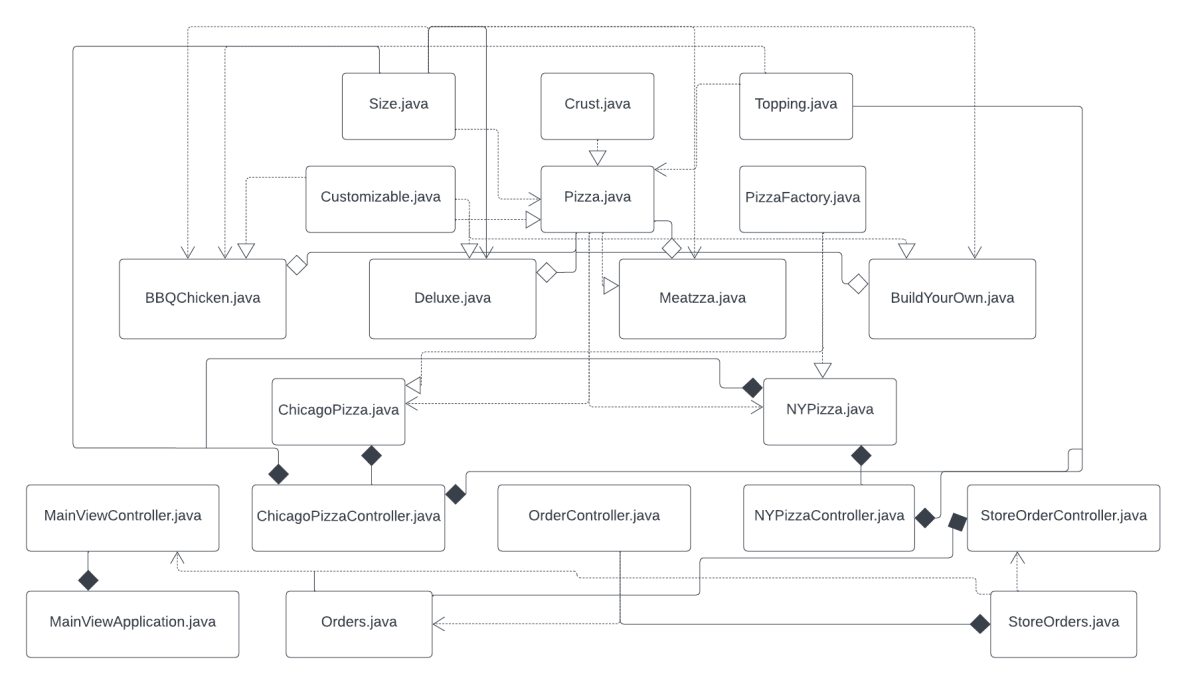 Size.java
Crust.java
Topping.java
Customizable.java
Pizza.java
PizzaFactory.java
BBQChicken.java
Deluxe.java
Meatzza.java
BuildYourOwn.java
ChicagoPizza.java
NYPizza.java
MainViewController.java
ChicagoPizzaController.java
OrderController.java
NYPizzaController.java
StoreOrderController.java
MainViewApplication.java
Orders.java
StoreOrders.java